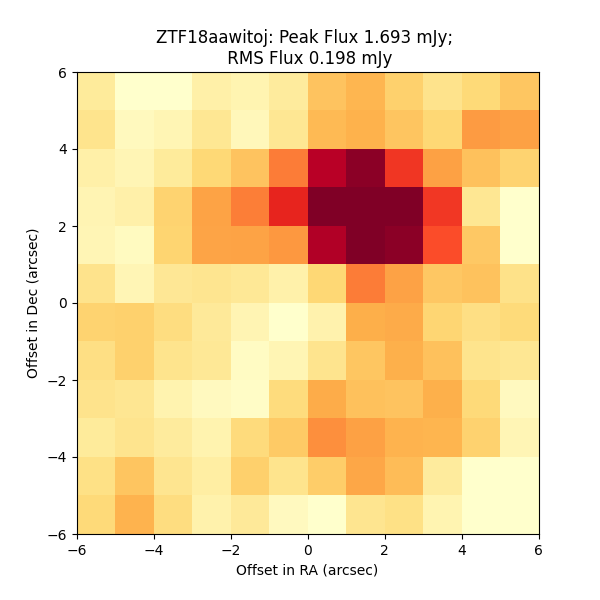 ZTF18aawitoj: Peak Flux 1.693 mJy;
RMS Flux 0.198 mJy
6
4
2
0
−2
−4
−6
Offset in Dec (arcsec)
−6 −4 −2 0 2 4 6
Offset in RA (arcsec)